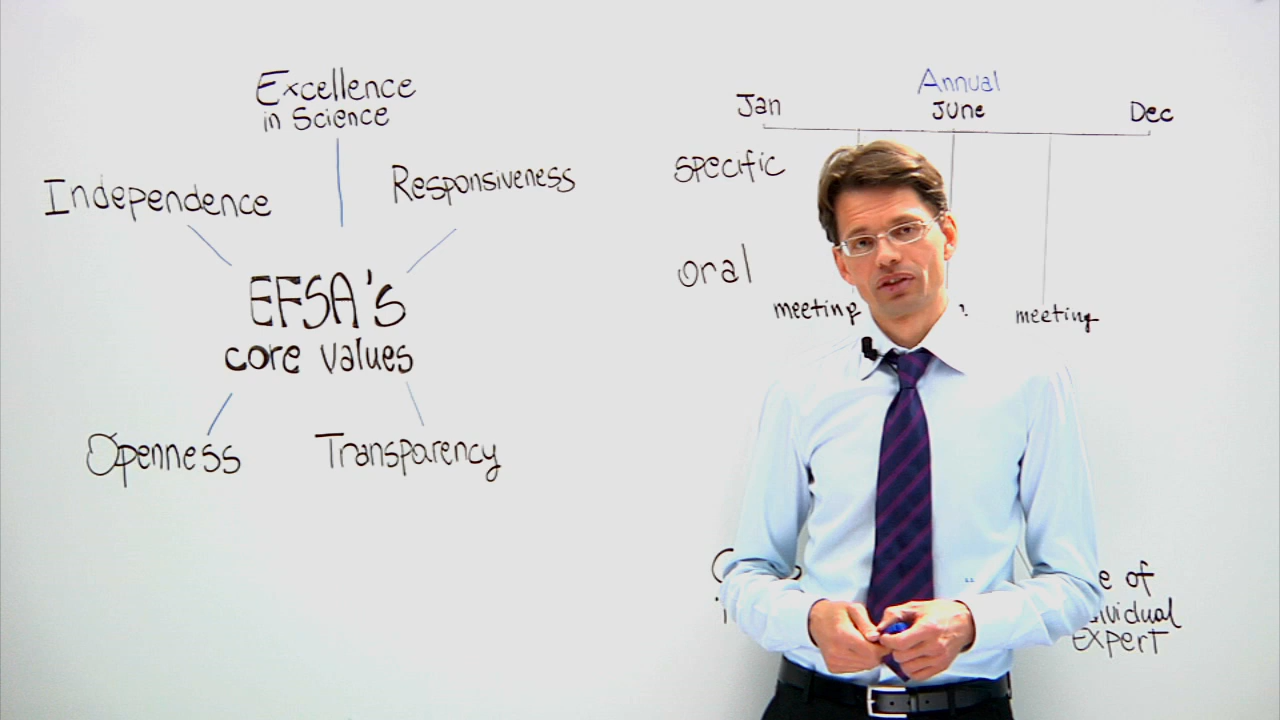 Excellence
in Science
Independence
Responsiveness
EFSA's
core values
Openness
Transparency
Annual
Jan
June
Dec
specific
oral
meeting
meeting
of
Expert